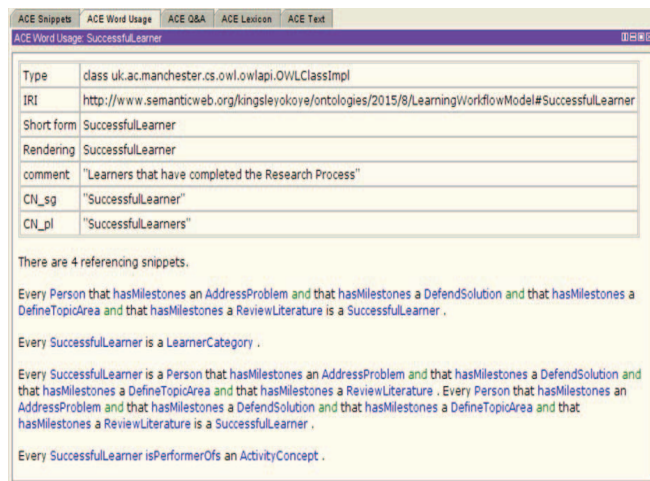 ACE Snippets ACE Word Usage ACE Q&A ACE Lexicon ACE Text
ACE Word Usage: SuccessfulLearner
Type class uk.ac.manchester.cs.owl.owlapi.OWLClassImpl
IRI http://www.semanticweb.org/kingsleyokoye/ontologies/2015/8/LearningWorkflowModel#SuccessfulLearner
Short form SuccessfulLearner
Rendering SuccessfulLearner
comment "Learners that have completed the Research Process"
CN_sg "SuccessfulLearner"
CN_pl "SuccessfulLearners"
There are 4 referencing snippets.
Every Person that hasMilestones an AddressProblem and that hasMilestones a DefendSolution and that hasMilestones a
DefineTopicArea and that hasMilestones a ReviewLiterature is a SuccessfulLearner .
Every SuccessfulLearner is a LearnerCategory .
Every SuccessfulLearner is a Person that hasMilestones an AddressProblem and that hasMilestones a DefendSolution and
that hasMilestones a DefineTopicArea and that hasMilestones a ReviewLiterature . Every Person that hasMilestones an
AddressProblem and that hasMilestones a DefendSolution and that hasMilestones a DefineTopicArea and that
hasMilestones a ReviewLiterature is a SuccessfulLearner .
Every SuccessfulLearner isPerformerOfs an ActivityConcept .